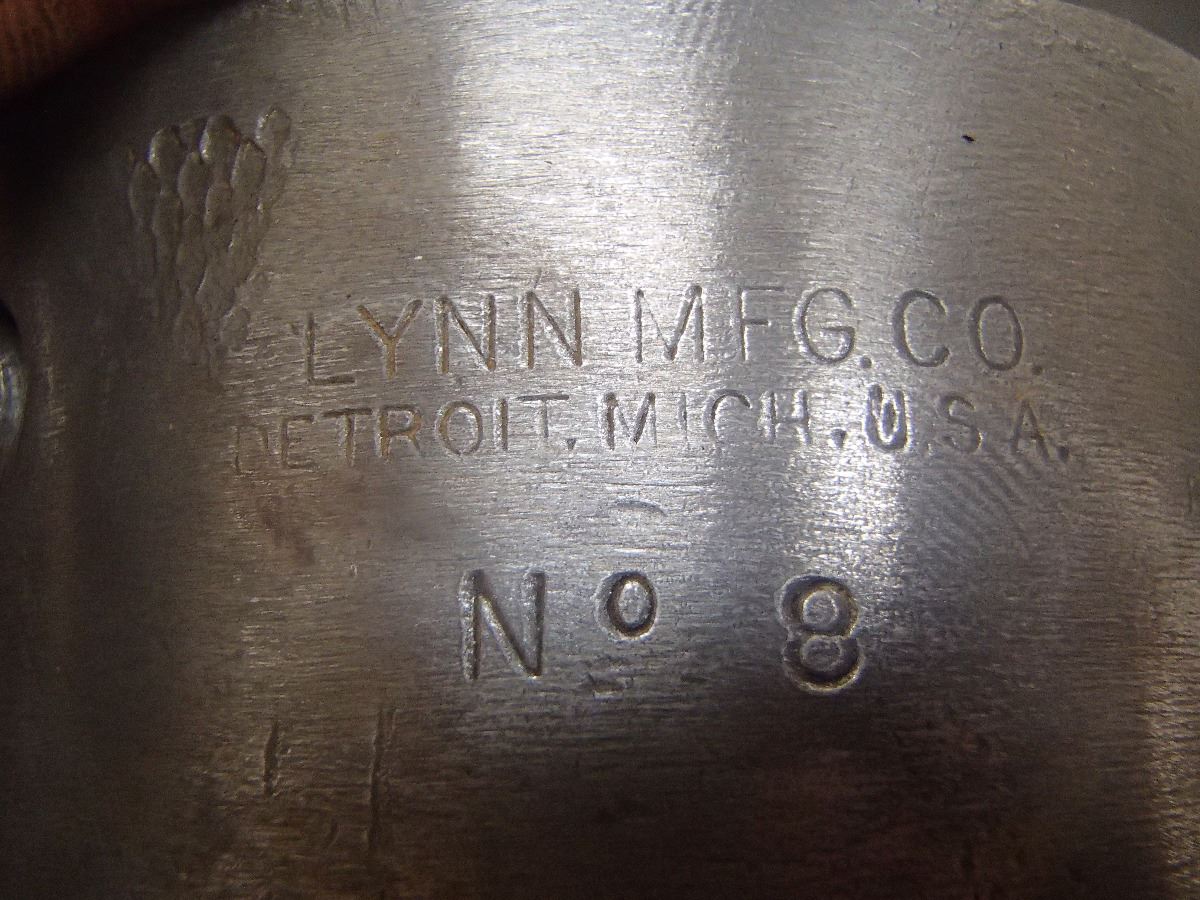 LYNN MFG. CO.
DETROIT. MICH. U.S.A.
Nº 8